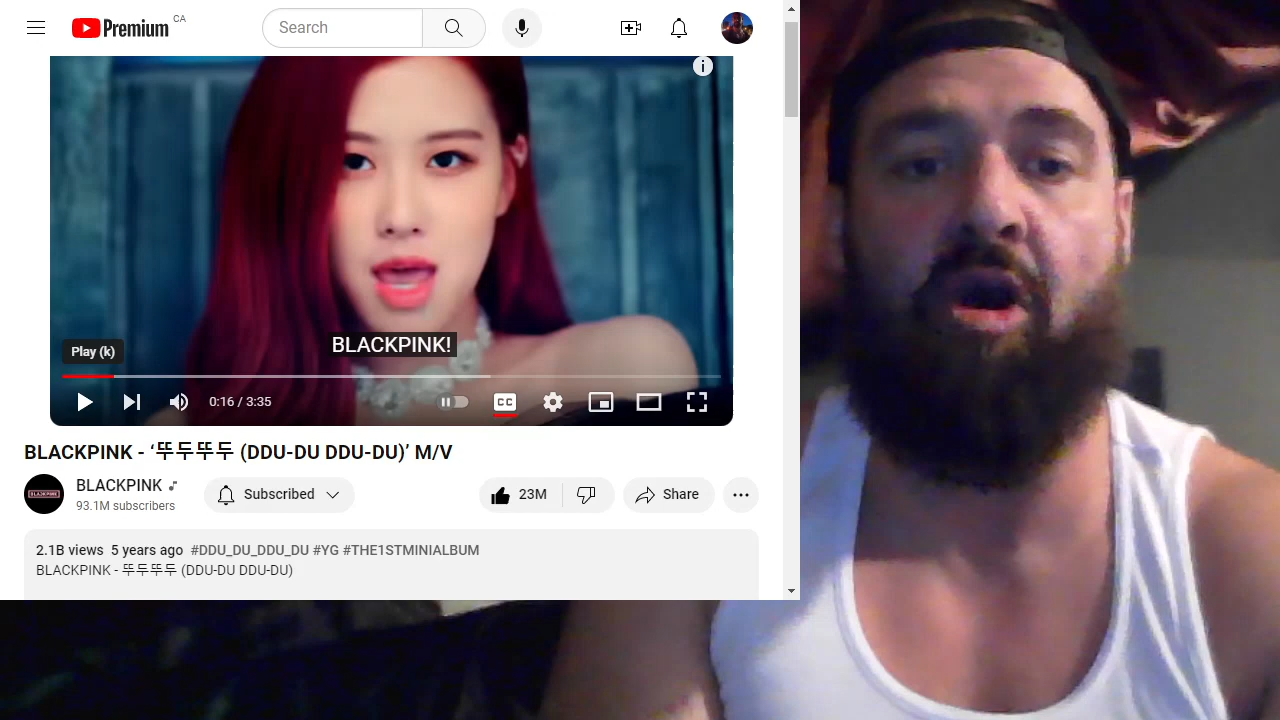 Premium CA
Search
BLACKPINK!
Play (k)
0:16 / 3:35
CC
BLACKPINK - ‘뚜두뚜두 (DDU-DU DDU-DU)’ M/V
BLACKPINK
BLACKPINK
93.1M subscribers
Subscribed
23M
Share
2.1B views 5 years ago #DDU_DU_DDU_DU #YG #THE1STMINIALBUM
BLACKPINK - 뚜두뚜두 (DDU-DU DDU-DU)